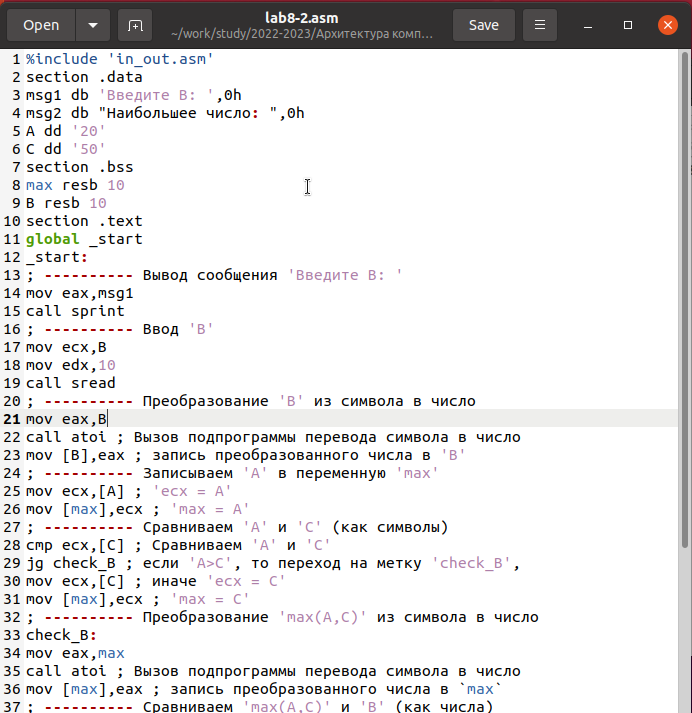 Open
lab8-2.asm
~/work/study/2022-2023/Архитектура комп…
Save
1 %include 'in_out.asm'
2 section .data
3 msg1 db 'Введите B: ',0h
4 msg2 db "Наибольшее число: ",0h
5 A dd '20'
6 C dd '50'
7 section .bss
8 max resb 10
9 B resb 10
10 section .text
11 global _start
12 _start:
13 ; ---------- Вывод сообщения 'Введите B: '
14 mov eax,msg1
15 call sprint
16 ; ---------- Ввод 'B'
17 mov ecx,B
18 mov edx,10
19 call sread
20 ; ---------- Преобразование 'B' из символа в число
21 mov eax,B
22 call atoi ; Вызов подпрограммы перевода символа в число
23 mov [B],eax ; запись преобразованного числа в 'B'
24 ; ---------- Записываем 'A' в переменную 'max'
25 mov ecx,[A] ; 'ecx = A'
26 mov [max],ecx ; 'max = A'
27 ; ---------- Сравниваем 'A' и 'С' (как символы)
28 cmp ecx,[C] ; Сравниваем 'A' и 'С'
29 jg check_B ; если 'A>C', то переход на метку 'check_B',
30 mov ecx,[C] ; иначе 'ecx = C'
31 mov [max],ecx ; 'max = C'
32 ; ---------- Преобразование 'max(A,C)' из символа в число
33 check_B:
34 mov eax,max
35 call atoi ; Вызов подпрограммы перевода символа в число
36 mov [max],eax ; запись преобразованного числа в `max`
37 ; ---------- Сравниваем 'max(A,C)' и 'B' (как числа)